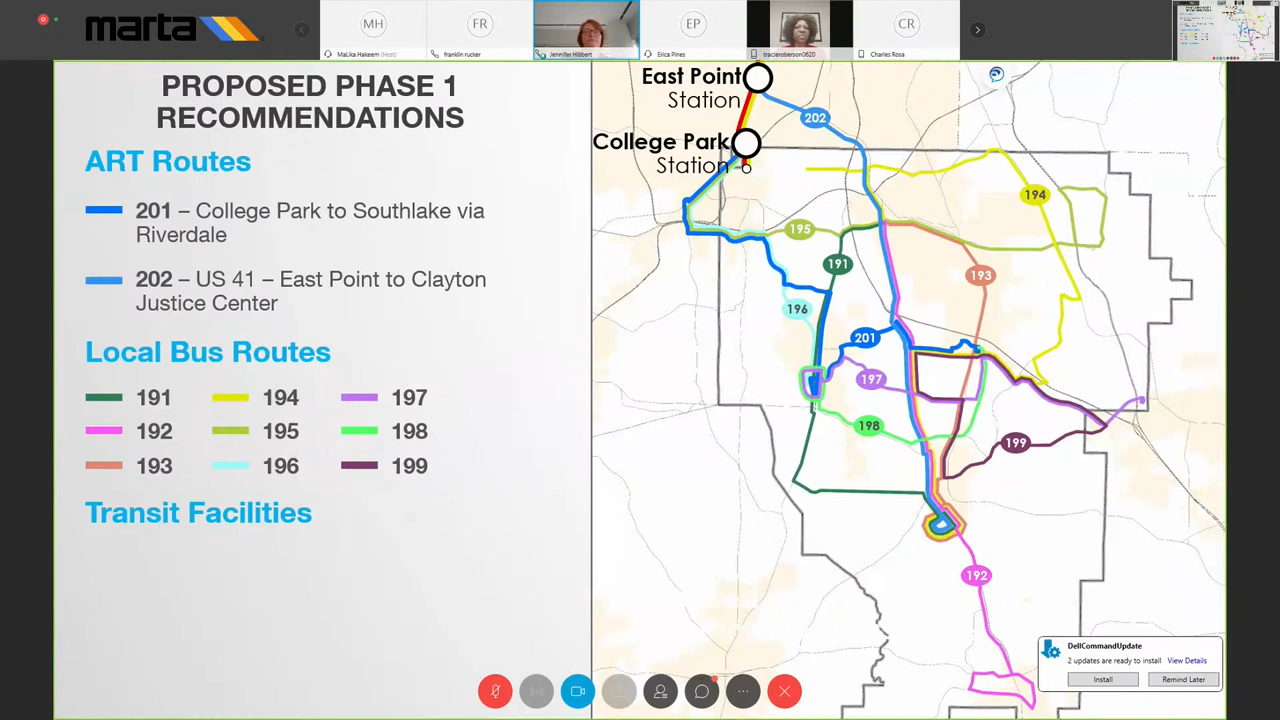 marta
MH
FR
EP
CR
MaLika Hakeem (Host)
franklin rucker
Jennifer Hibbert
Erica Pines
tracieroberson0620
Charles Rosa
PROPOSED PHASE 1
RECOMMENDATIONS
ART Routes
201 – College Park to Southlake via
Riverdale
202 – US 41 – East Point to Clayton
Justice Center
Local Bus Routes
191
194
197
192
195
198
193
196
199
Transit Facilities
East Point
Station
College Park
Station
202
194
195
191
193
196
201
197
198
199
192
DellCommandUpdate
2 updates are ready to install View Details
Install
Remind Later